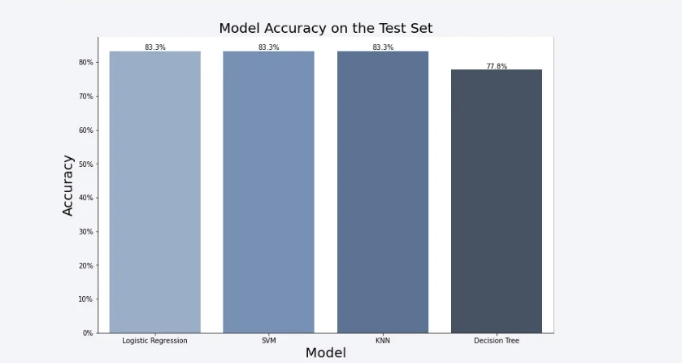 Model Accuracy on the Test Set
83.3%
83.3%
83.3%
77.8%
80%
70%
60%
50%
40%
30%
20%
10%
0%
Accuracy
Logistic Regression
SVM
KNN
Decision Tree
Model